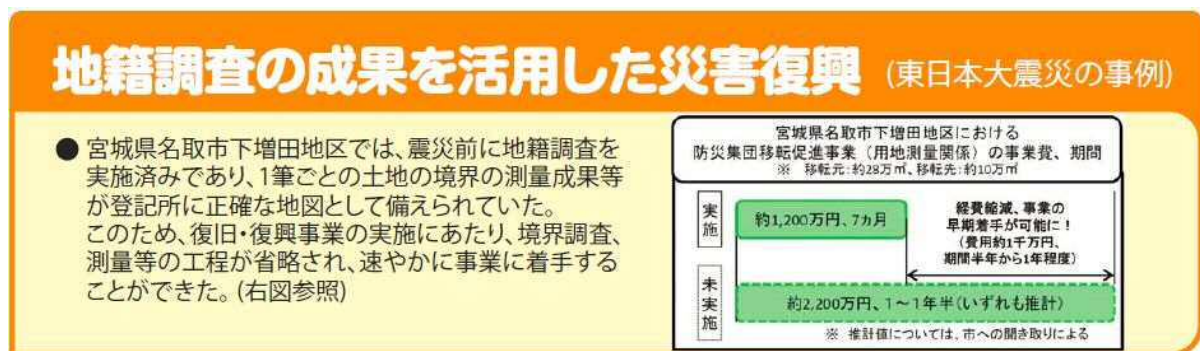 地籍調査の成果を活用した災害復興 (東日本大震災の事例)
● 宮城県名取市下増田地区では、震災前に地籍調査を
実施済みであり、1筆ごとの土地の境界の測量成果等
が登記所に正確な地図として備えられていた。
このため、復旧・復興事業の実施にあたり、境界調査、
測量等の工程が省略され、速やかに事業に着手する
ことができた。(右図参照)
宮城県名取市下増田地区における
防災集団移転促進事業(用地測量関係)の事業費、期間
※ 移転元:約28万㎡、移転先:約10万㎡
実施
約1,200万円、7カ月
経費縮減、事業の
早期着手が可能に!
(費用約1千万円、
期間半年から1年程度)
未実施
約2,200万円、1～1年半(いずれも推計)
※ 推計値については、市への聞き取りによる